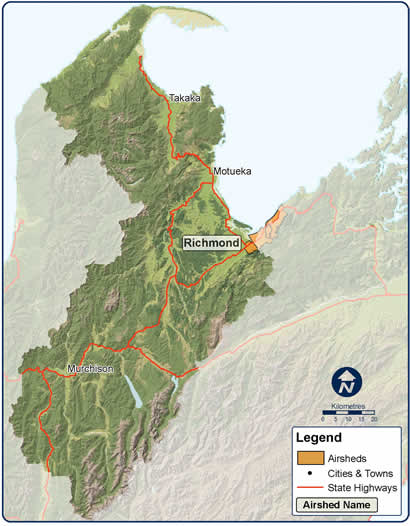 Takaka
Motueka
Richmond
Murchison
N
Kilometres
0 5 10 15 20
Legend
Airsheds
Cities & Towns
State Highways
Airshed Name